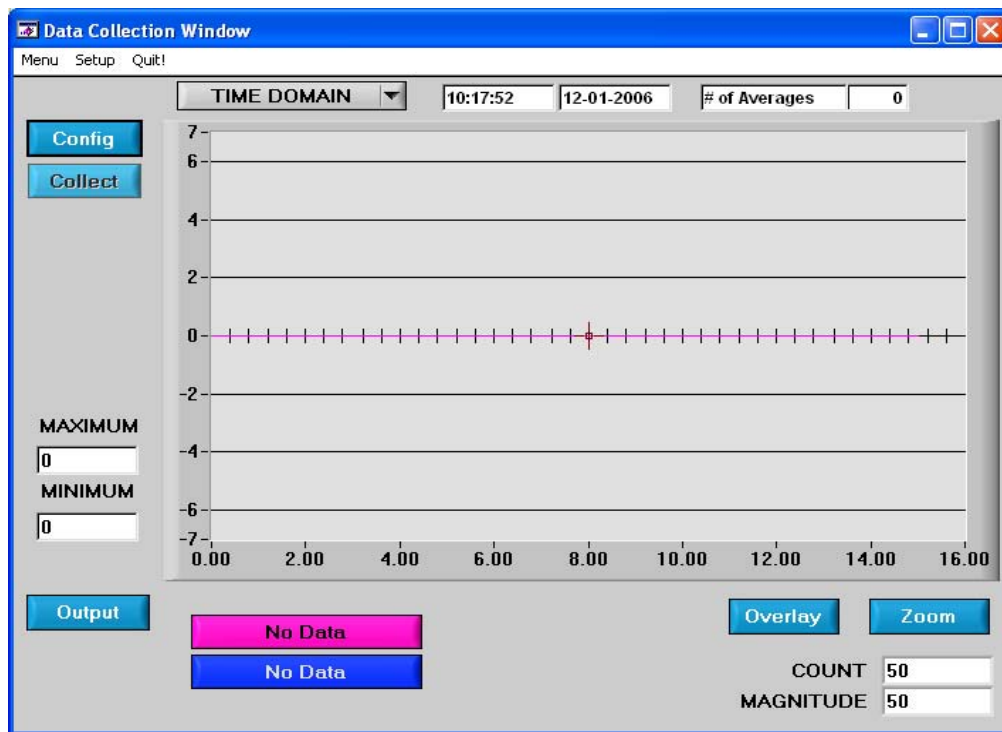 Data Collection Window
Menu Setup Quit!
TIME DOMAIN 10:17:52 12-01-2006 # of Averages 0
Config
Collect
7
6
4
2
0
-2
-4
-6
-7
0.00 2.00 4.00 6.00 8.00 10.00 12.00 14.00 16.00
MAXIMUM
0
MINIMUM
0
Output
No Data
No Data
Overlay Zoom
COUNT 50
MAGNITUDE 50